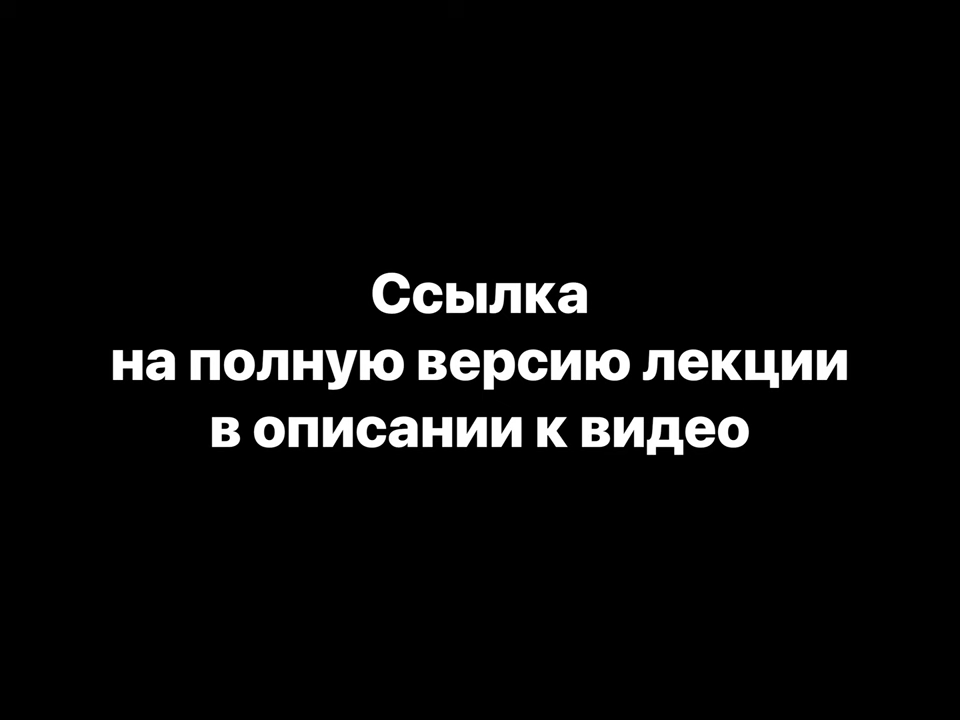 Ссылка
на полную версию лекции
в описании к видео